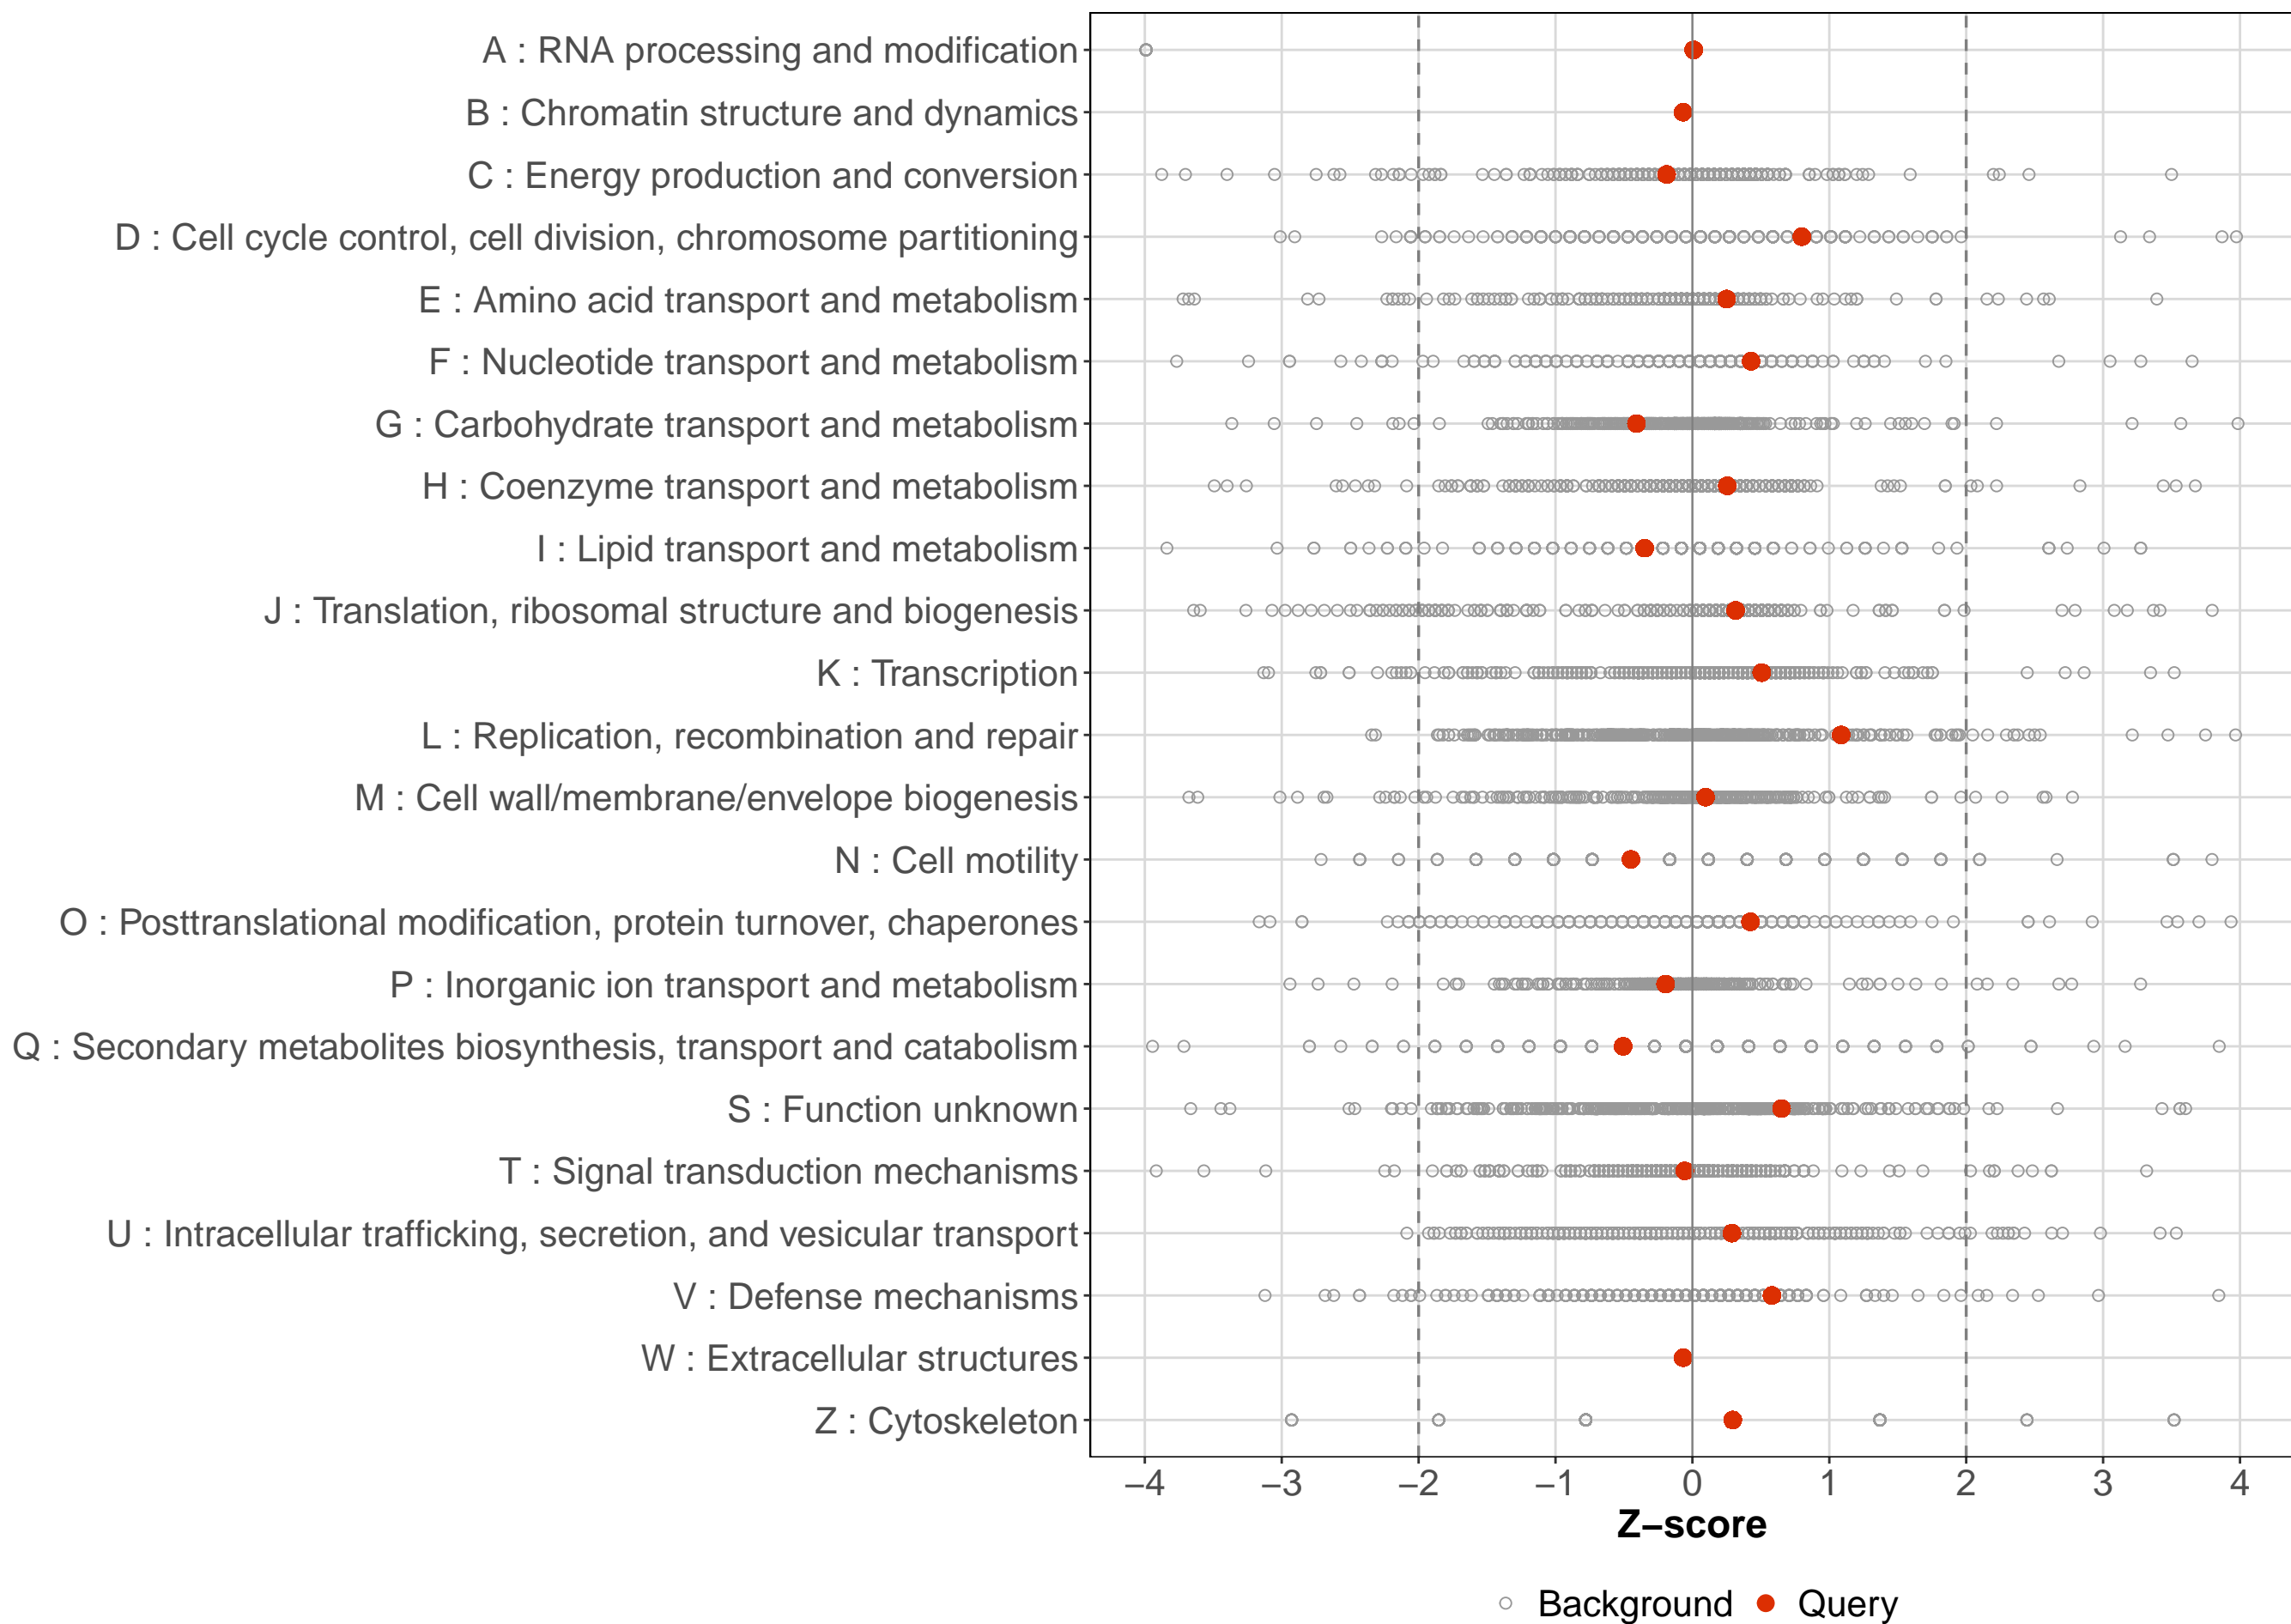 A : RNA processing and modification
B : Chromatin structure and dynamics
C : Energy production and conversion
D : Cell cycle control, cell division, chromosome partitioning
E : Amino acid transport and metabolism
F : Nucleotide transport and metabolism
G : Carbohydrate transport and metabolism
H : Coenzyme transport and metabolism
I : Lipid transport and metabolism
J : Translation, ribosomal structure and biogenesis
K : Transcription
L : Replication, recombination and repair
M : Cell wall/membrane/envelope biogenesis
N : Cell motility
O : Posttranslational modification, protein turnover, chaperones
P : Inorganic ion transport and metabolism
Q : Secondary metabolites biosynthesis, transport and catabolism
S : Function unknown
T : Signal transduction mechanisms
U : Intracellular trafficking, secretion, and vesicular transport
V : Defense mechanisms
W : Extracellular structures
Z : Cytoskeleton
−4 −3 −2 −1 0 1 2 3 4
Z−score
Background Query